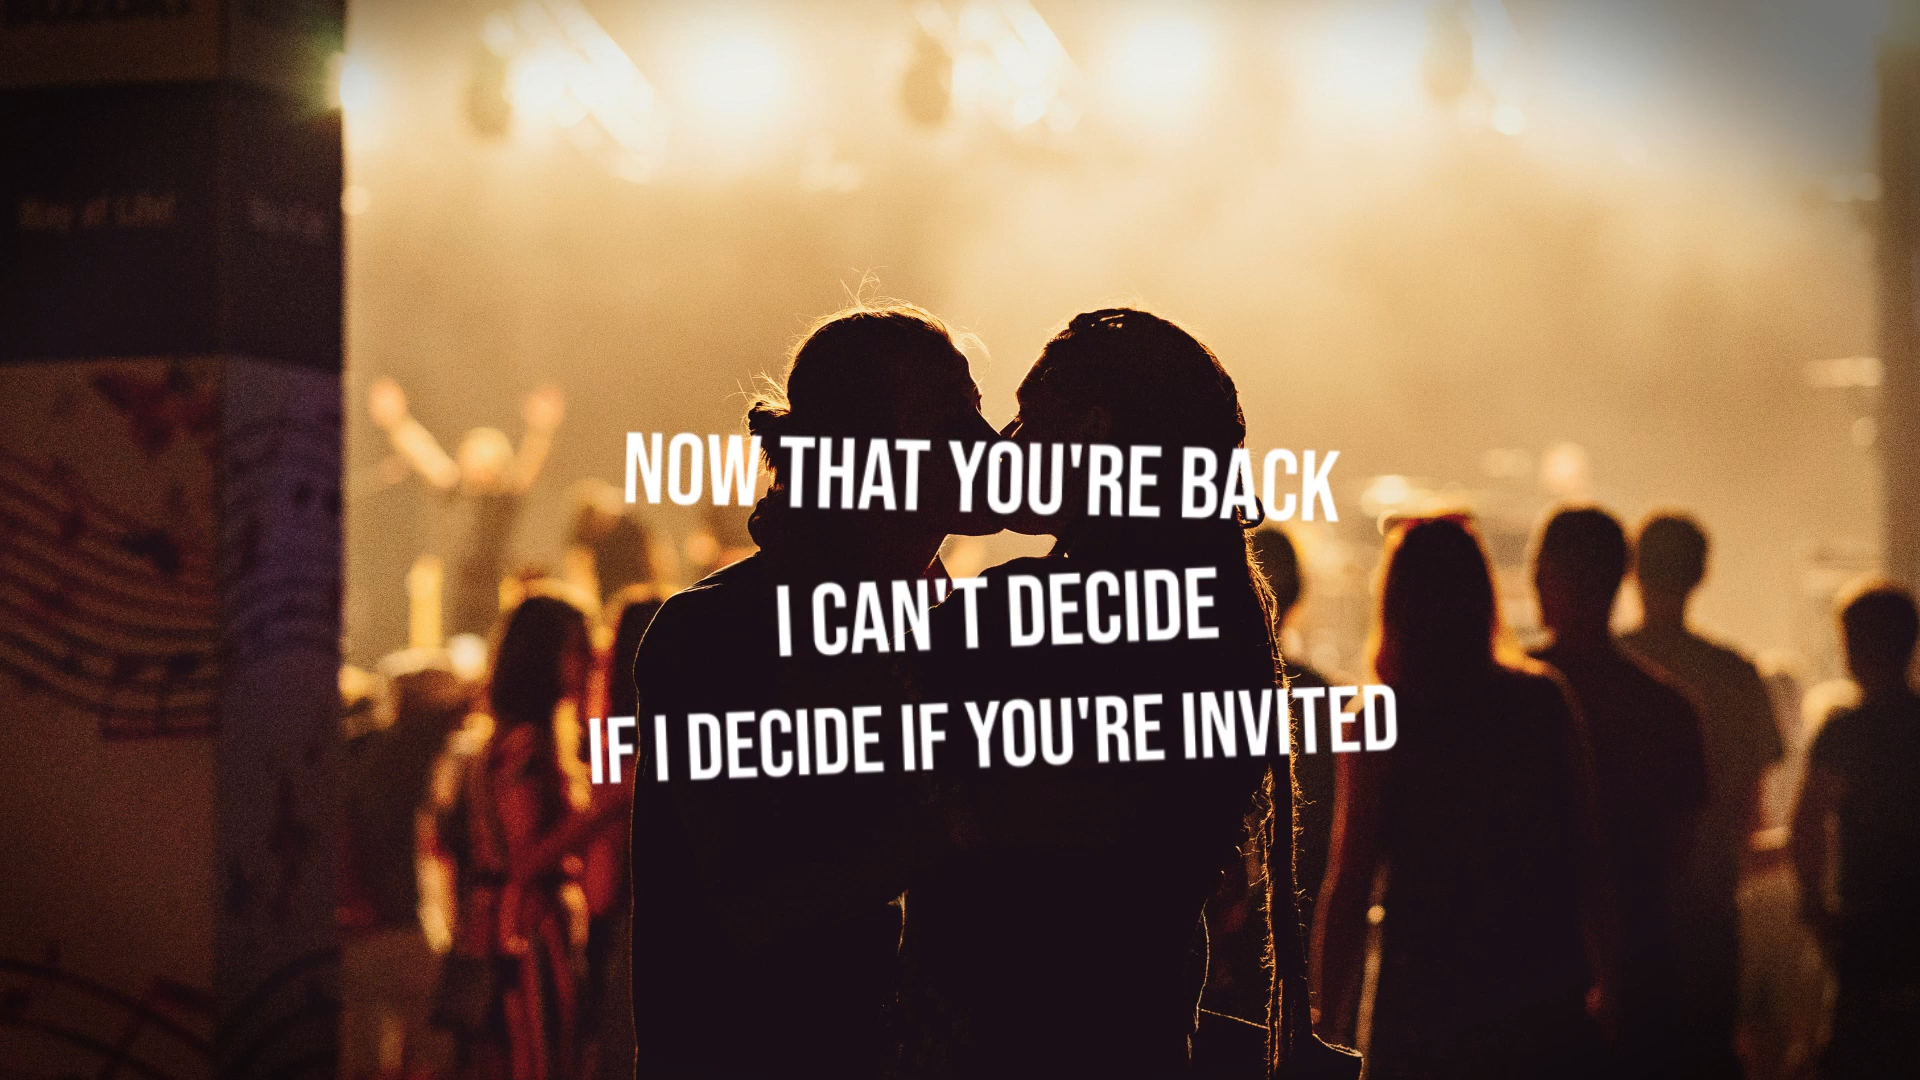 NOW THAT YOU'RE BACK
I CAN'T DECIDE
IF I DECIDE IF YOU'RE INVITED